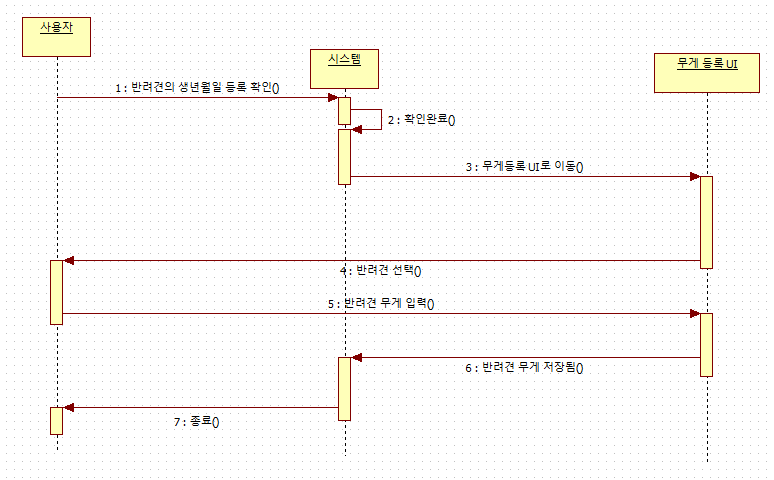 사용자
시스템
무게 등록 UI
1 : 반려견의 생년월일 등록 확인()
2 : 확인완료()
3 : 무게등록 UI로 이동()
4 : 반려견 선택()
5 : 반려견 무게 입력()
6 : 반려견 무게 저장됨()
7 : 종료()